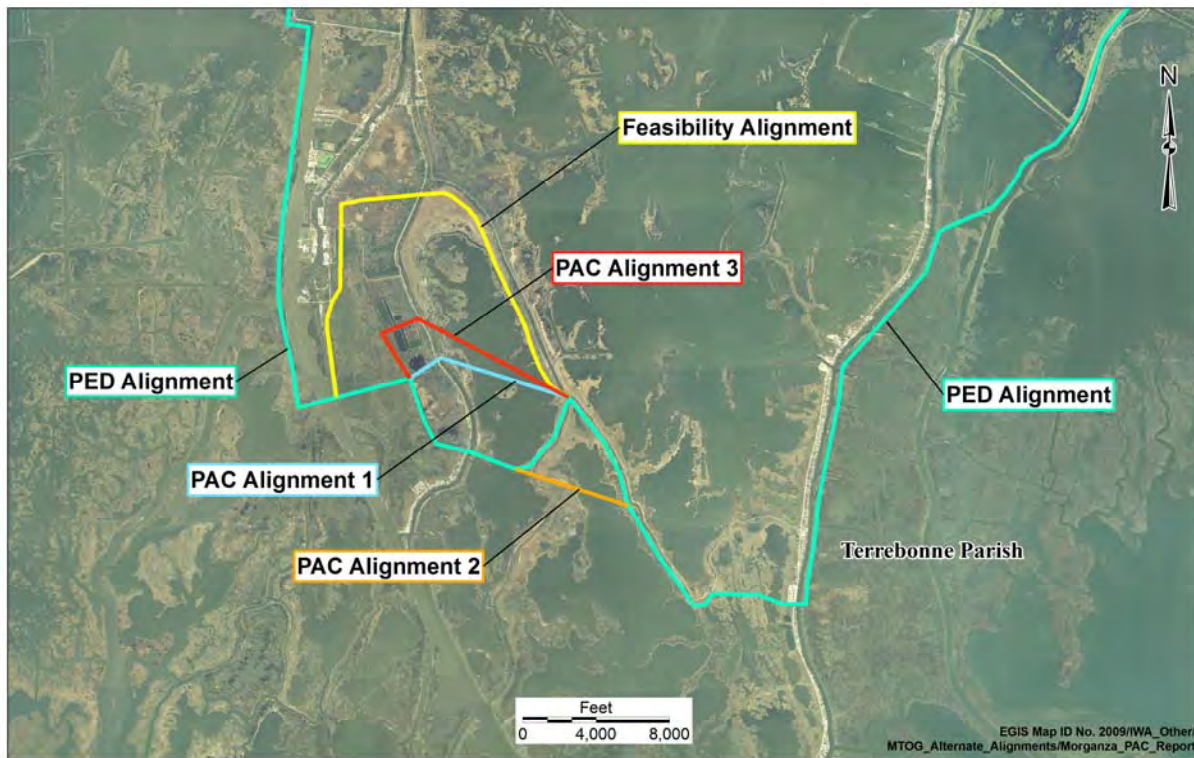 N
Feasibility Alignment
PAC Alignment 3
PED Alignment
PED Alignment
PAC Alignment 1
Terrebonne Parish
PAC Alignment 2
Feet
0 4,000 8,000
EGIS Map ID No. 2009/IWA_Other/
MTOG_Alternate_Alignments/Morganza_PAC_Report